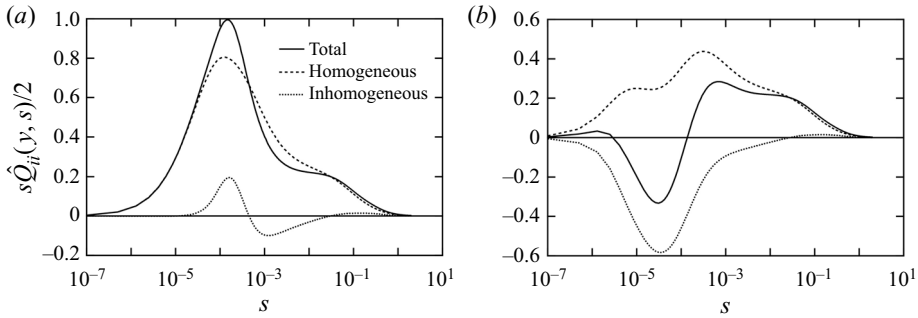 (a)
1.0
0.8
0.6
0.4
0.2
0
–0.2
10⁻⁷ 10⁻⁵ 10⁻³ 10⁻¹ 10¹
s
sQ̂ᵢᵢ(y, s)/2
Total
Homogeneous
Inhomogeneous
(b)
0.6
0.4
0.2
0
–0.2
–0.4
–0.6
10⁻⁷ 10⁻⁵ 10⁻³ 10⁻¹ 10¹
s